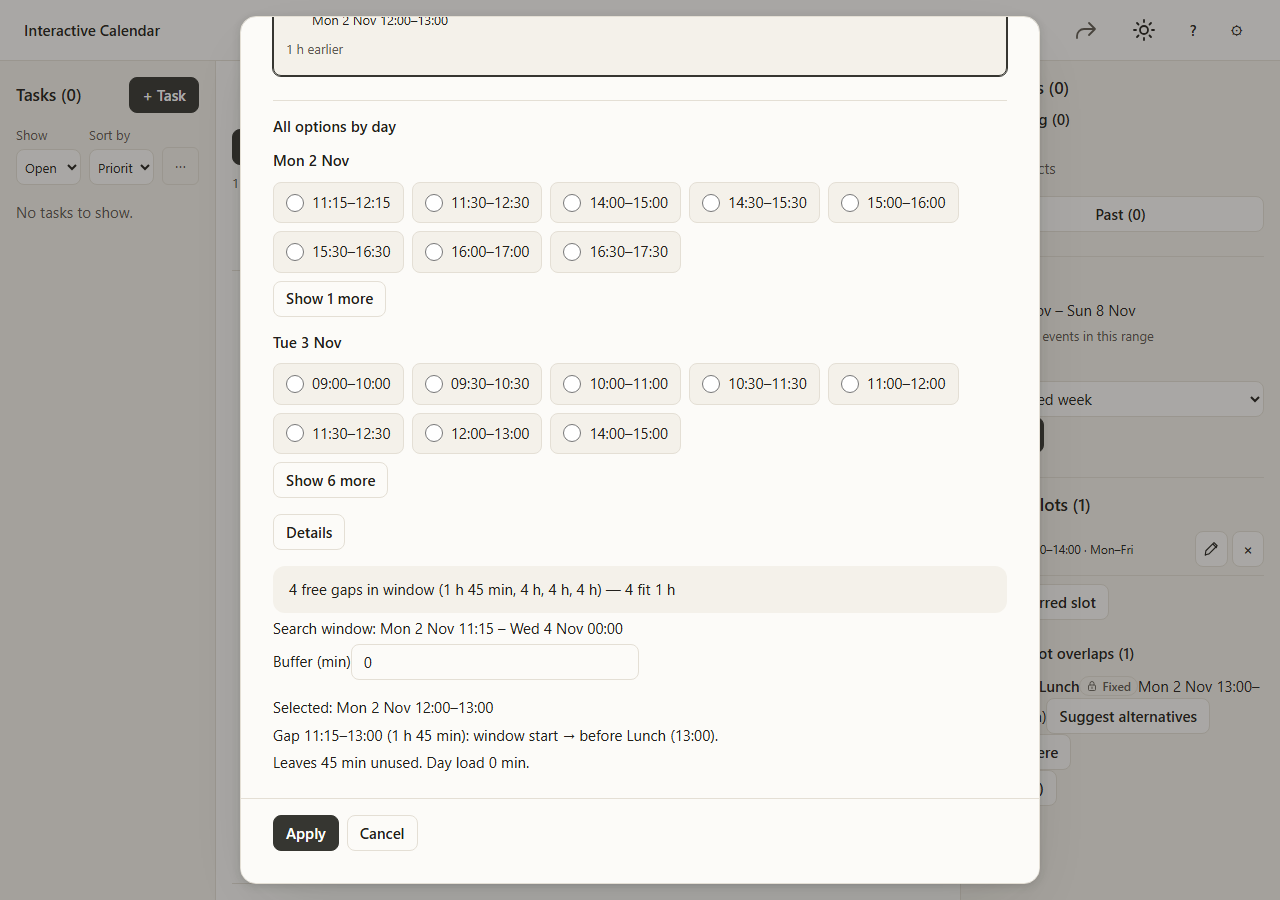 Interactive Calendar
?
Tasks (0)
+ Task
Show
Sort by
Open
Priorit
...
No tasks to show.
1
Mon 2 Nov 12:00–13:00
1 h earlier
All options by day
Mon 2 Nov
11:15–12:15
11:30–12:30
14:00–15:00
14:30–15:30
15:00–16:00
15:30–16:30
16:00–17:00
16:30–17:30
Show 1 more
Tue 3 Nov
09:00–10:00
09:30–10:30
10:00–11:00
10:30–11:30
11:00–12:00
11:30–12:30
12:00–13:00
14:00–15:00
Show 6 more
Details
4 free gaps in window (1 h 45 min, 4 h, 4 h, 4 h) — 4 fit 1 h
Search window: Mon 2 Nov 11:15 – Wed 4 Nov 00:00
Buffer (min)
0
Selected: Mon 2 Nov 12:00–13:00
Gap 11:15–13:00 (1 h 45 min): window start → before Lunch (13:00).
Leaves 45 min unused. Day load 0 min.
Apply
Cancel
s (0)
g (0)
cts
Past (0)
ov – Sun 8 Nov
events in this range
ed week
lots (1)
0–14:00 · Mon–Fri
×
rred slot
ot overlaps (1)
Lunch Fixed Mon 2 Nov 13:00–
) Suggest alternatives
ere
)